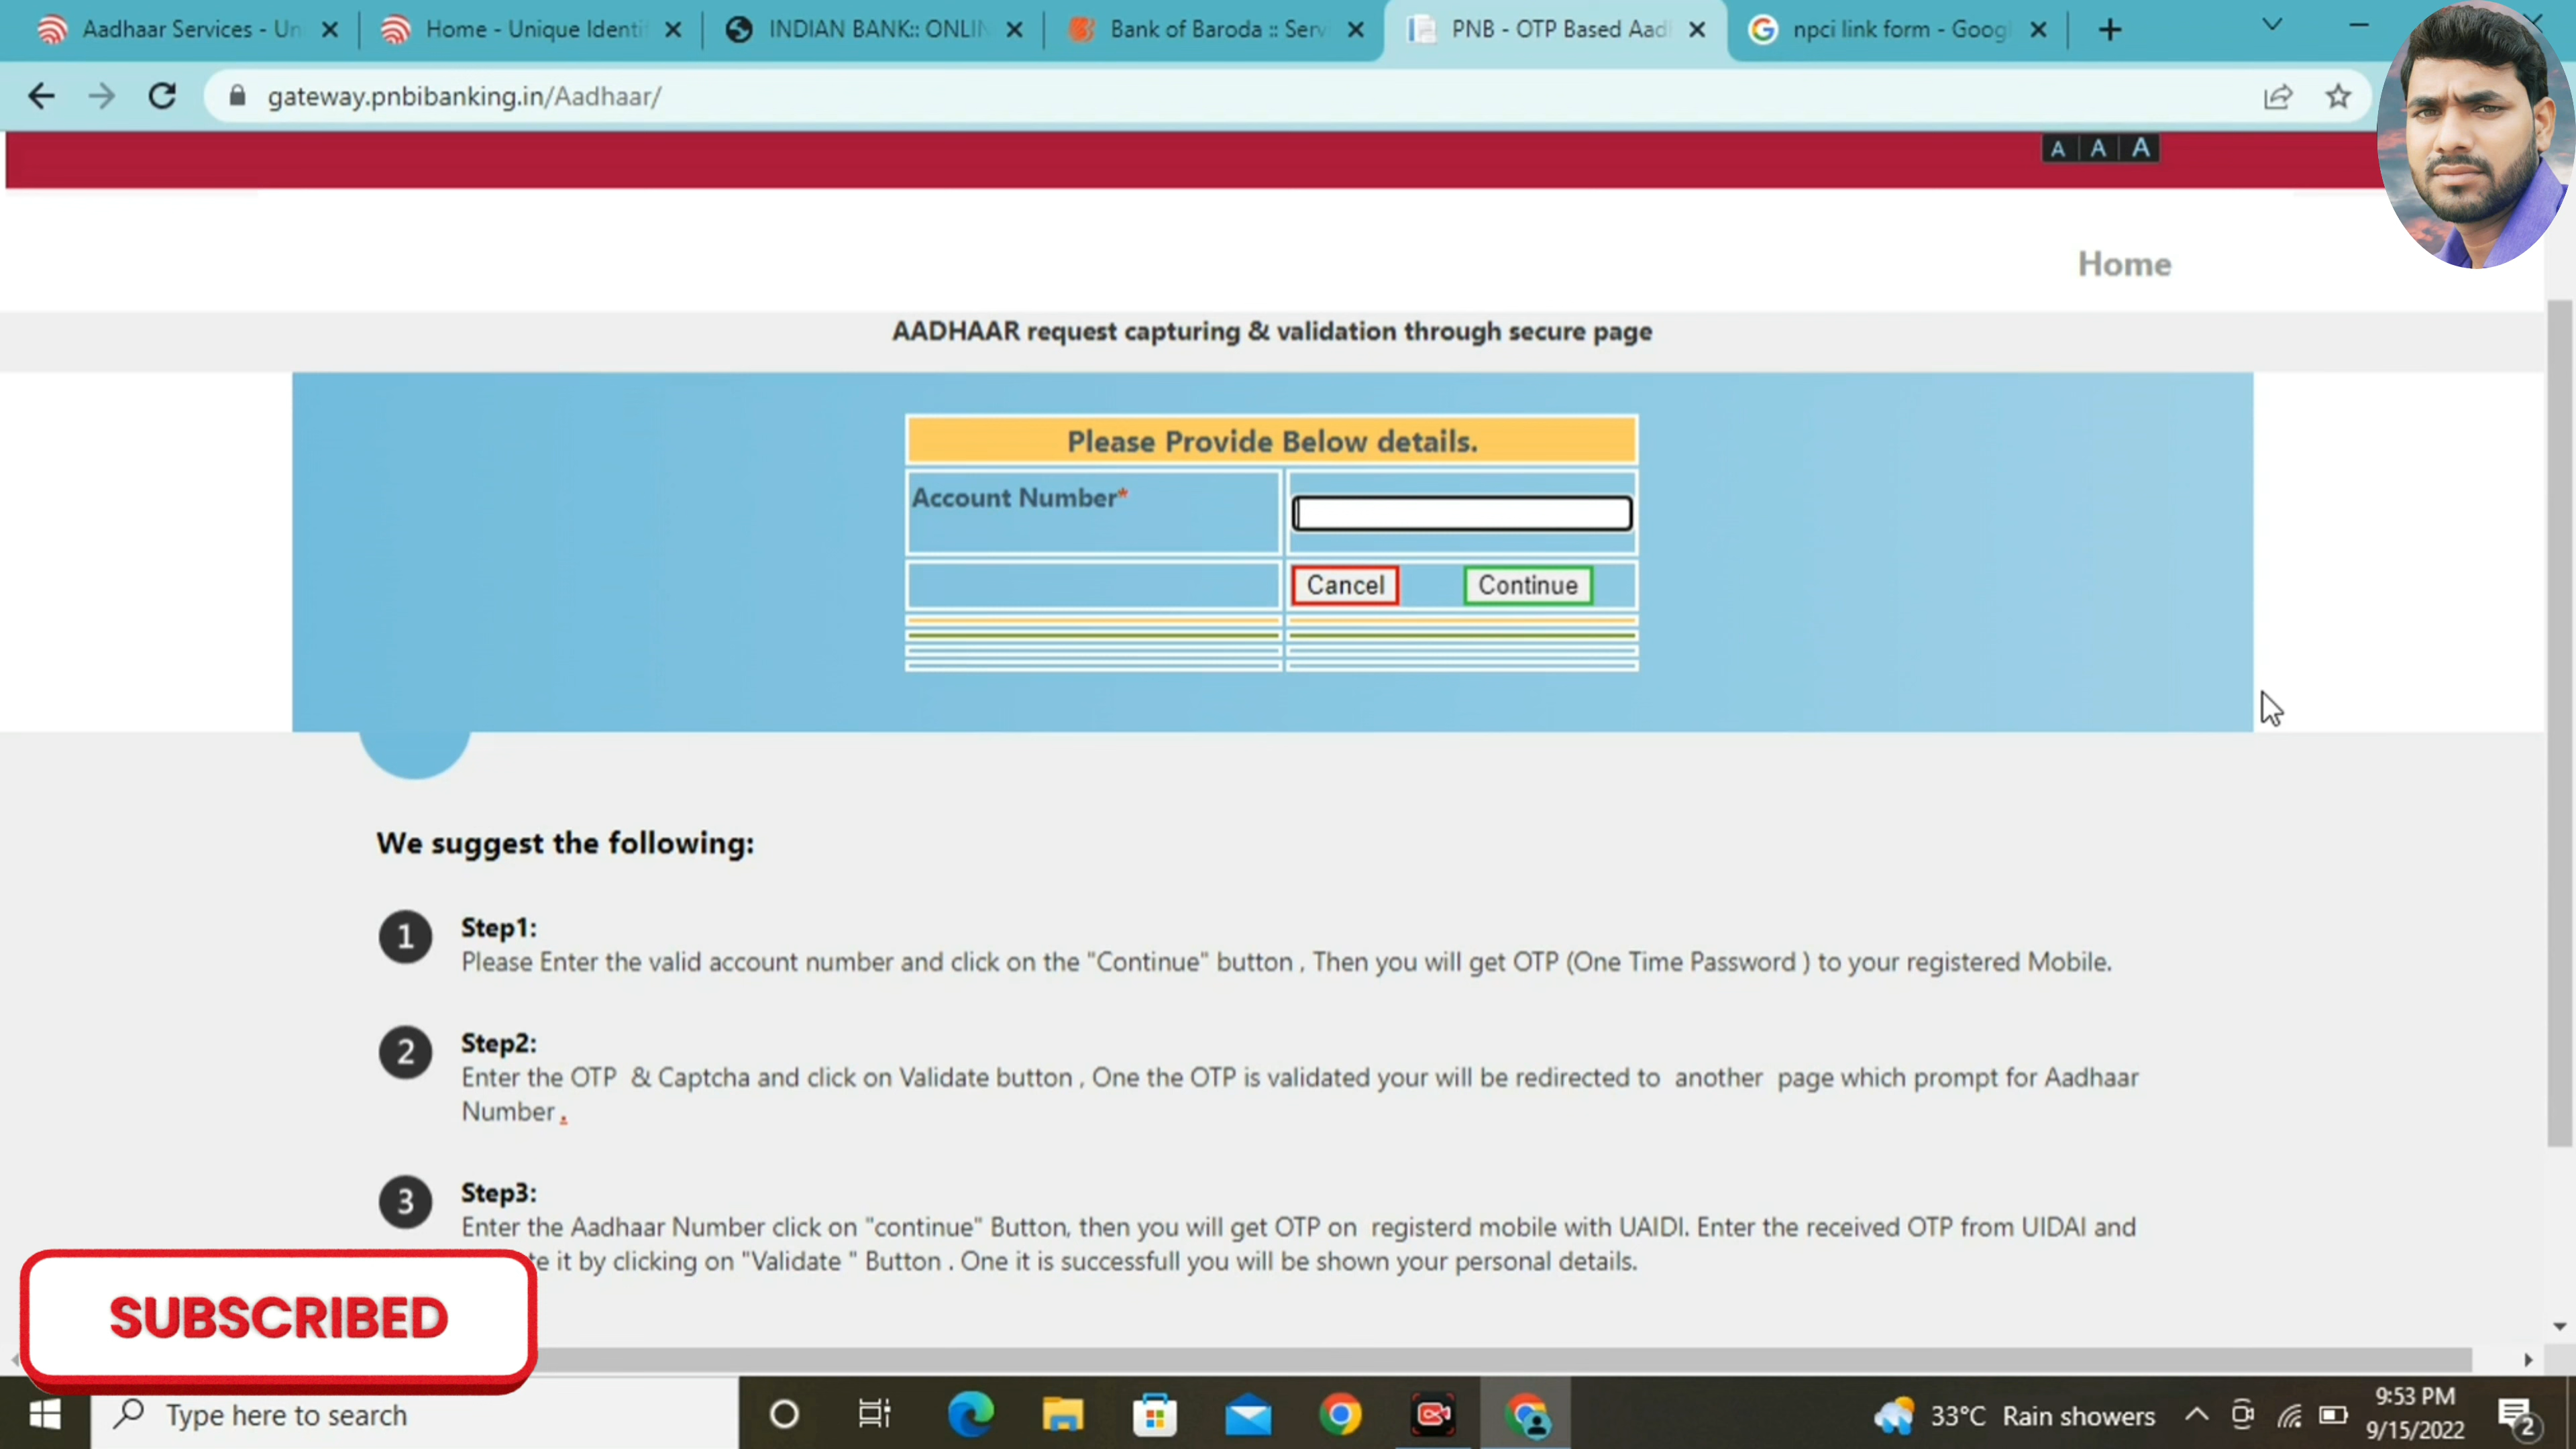 Aadhaar Services - Un
Home - Unique Identi
INDIAN BANK:: ONLIN
Bank of Baroda :: Serv
PNB - OTP Based Aad
npci link form - Goog
gateway.pnbibanking.in/Aadhaar/
A A A
Home
AADHAAR request capturing & validation through secure page
Please Provide Below details.
Account Number*
Cancel Continue
We suggest the following:
1 Step1:
Please Enter the valid account number and click on the "Continue" button , Then you will get OTP (One Time Password ) to your registered Mobile.
2 Step2:
Enter the OTP & Captcha and click on Validate button , One the OTP is validated your will be redirected to another page which prompt for Aadhaar
Number .
3 Step3:
Enter the Aadhaar Number click on "continue" Button, then you will get OTP on registerd mobile with UAIDI. Enter the received OTP from UIDAI and
it by clicking on "Validate " Button . One it is successfull you will be shown your personal details.
SUBSCRIBED
Type here to search
33°C Rain showers
9:53 PM
9/15/2022
2